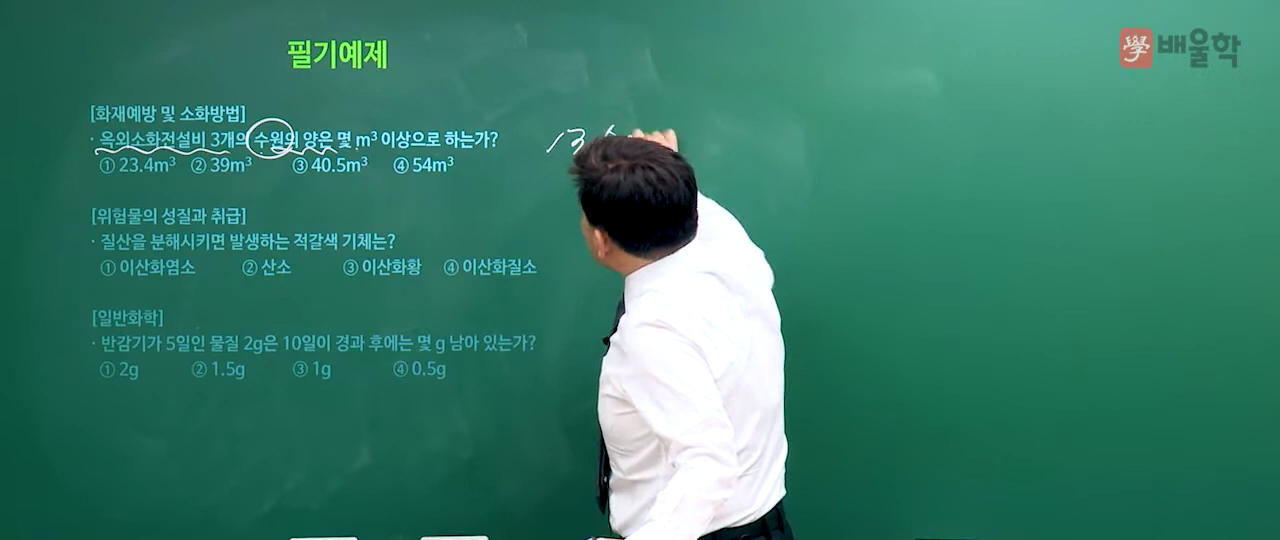 필기예제
學 배울학
[화재예방 및 소화방법]
· 옥외소화전설비 3개의 수원의 양은 몇 m³ 이상으로 하는가?
① 23.4m³ ② 39m³ ③ 40.5m³ ④ 54m³
13
[위험물의 성질과 취급]
· 질산을 분해시키면 발생하는 적갈색 기체는?
① 이산화염소 ② 산소 ③ 이산화황 ④ 이산화질소
[일반화학]
· 반감기가 5일인 물질 2g은 10일이 경과 후에는 몇 g 남아 있는가?
① 2g ② 1.5g ③ 1g ④ 0.5g